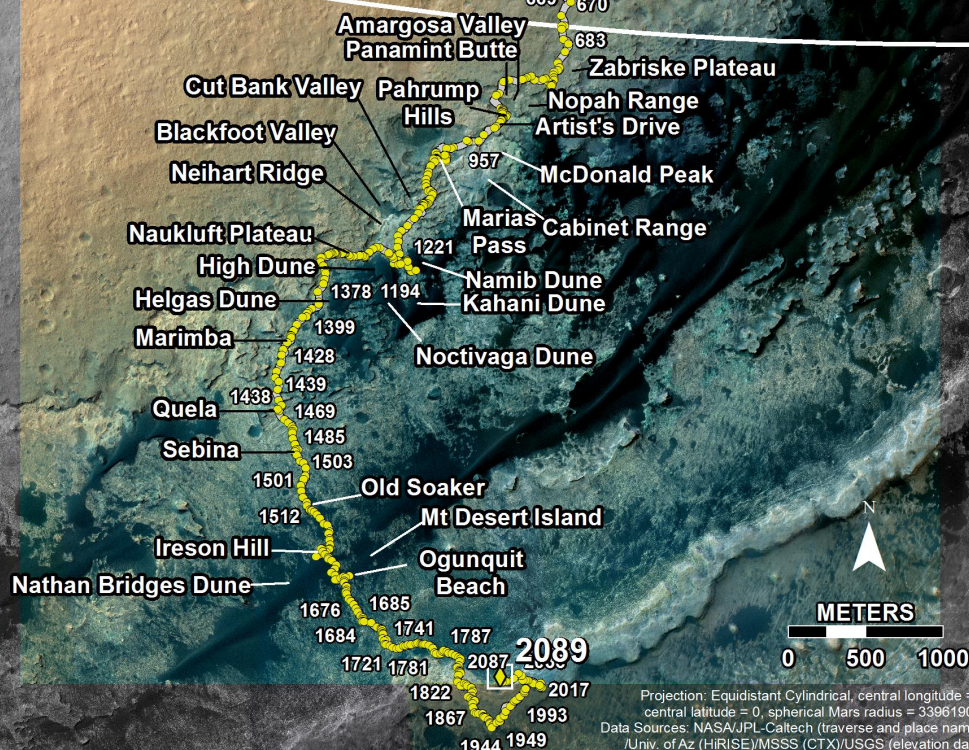 670
Amargosa Valley
Panamint Butte
683
Zabriske Plateau
Cut Bank Valley
Pahrump
Hills
Nopah Range
Artist's Drive
Blackfoot Valley
957
McDonald Peak
Neihart Ridge
Marias
Pass
Cabinet Range
Naukluft Plateau
1221
High Dune
Namib Dune
1378
1194
Kahani Dune
Helgas Dune
1399
Marimba
1428
Noctivaga Dune
1439
1438
Quela
1469
1485
Sebina
1503
1501
Old Soaker
1512
Mt Desert Island
N
Ireson Hill
Ogunquit
Beach
Nathan Bridges Dune
1676
1685
METERS
1684
1741
1787
0 500 1000
2089
2087
1721
1781
1822
2017
1867
1993
1944
1949
Projection: Equidistant Cylindrical, central longitude =
central latitude = 0, spherical Mars radius = 3396190
Data Sources: NASA/JPL-Caltech (traverse and place nam
/Univ. of Az (HiRISE)/MSSS (CTX)/USGS (elevation da